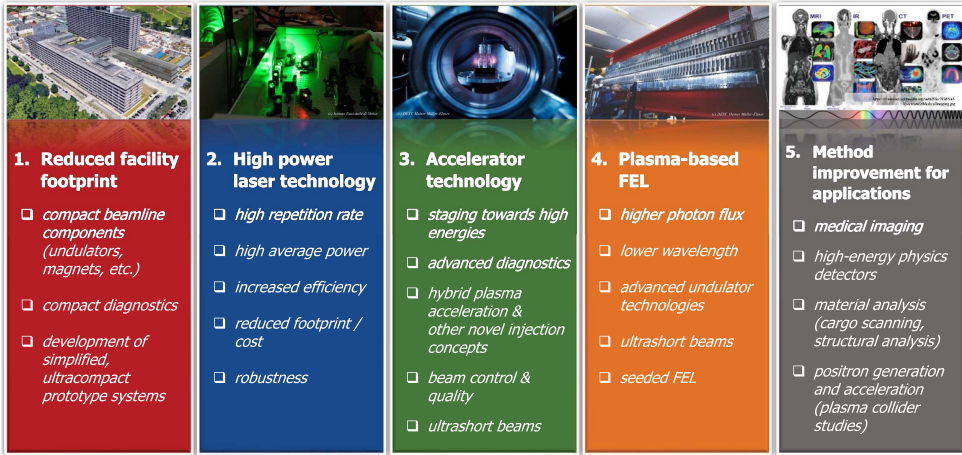 1. Reduced facility
footprint
❑ compact beamline
components
(undulators,
magnets, etc.)
❑ compact diagnostics
❑ development of
simplified,
ultracompact
prototype systems
2. High power
laser technology
❑ high repetition rate
❑ high average power
❑ increased efficiency
❑ reduced footprint /
cost
❑ robustness
3. Accelerator
technology
❑ staging towards high
energies
❑ advanced diagnostics
❑ hybrid plasma
acceleration &
other novel injection
concepts
❑ beam control &
quality
❑ ultrashort beams
4. Plasma-based
FEL
❑ higher photon flux
❑ lower wavelength
❑ advanced undulator
technologies
❑ ultrashort beams
❑ seeded FEL
MRI IR CT PET
5. Method
improvement for
applications
❑ medical imaging
❑ high-energy physics
detectors
❑ material analysis
(cargo scanning,
structural analysis)
❑ positron generation
and acceleration
(plasma collider
studies)